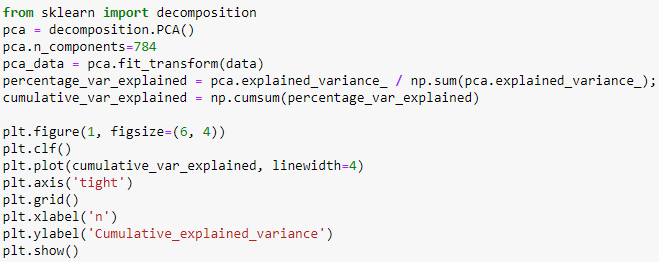 from sklearn import decomposition
pca = decomposition.PCA()
pca.n_components=784
pca_data = pca.fit_transform(data)
percentage_var_explained = pca.explained_variance_ / np.sum(pca.explained_variance_);
cumulative_var_explained = np.cumsum(percentage_var_explained)
plt.figure(1, figsize=(6, 4))
plt.clf()
plt.plot(cumulative_var_explained, linewidth=4)
plt.axis('tight')
plt.grid()
plt.xlabel('n')
plt.ylabel('Cumulative_explained_variance')
plt.show()